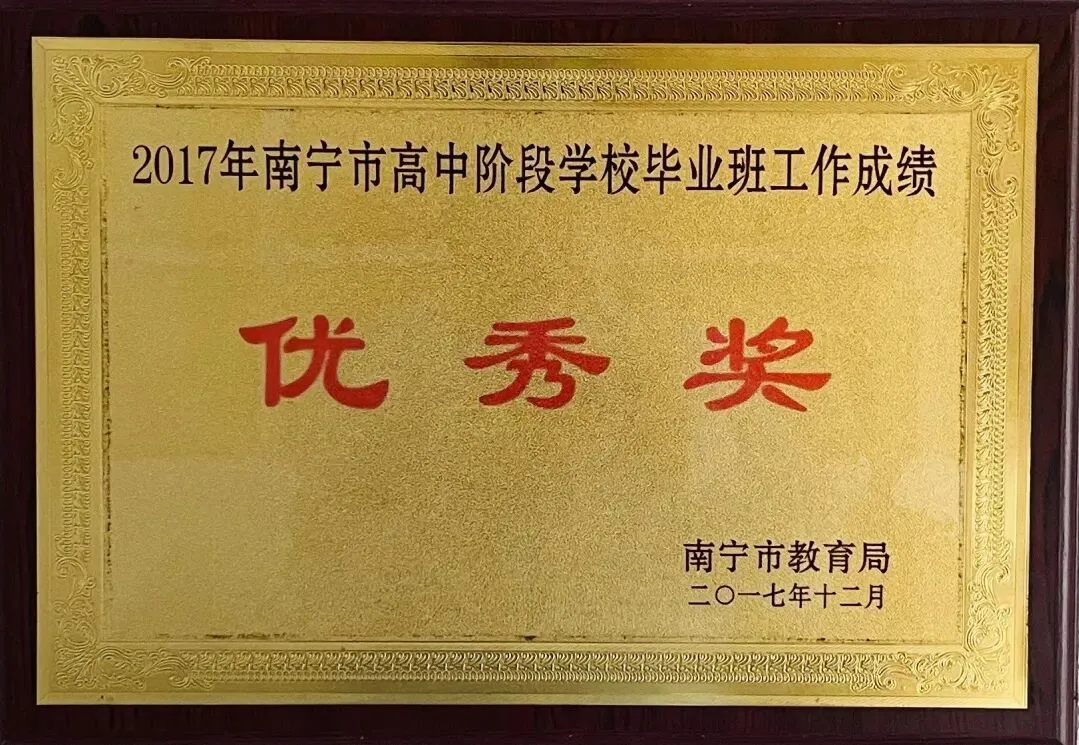 2017年南宁市高中阶段学校毕业班工作成绩
优秀奖
南宁市教育局
二〇一七年十二月